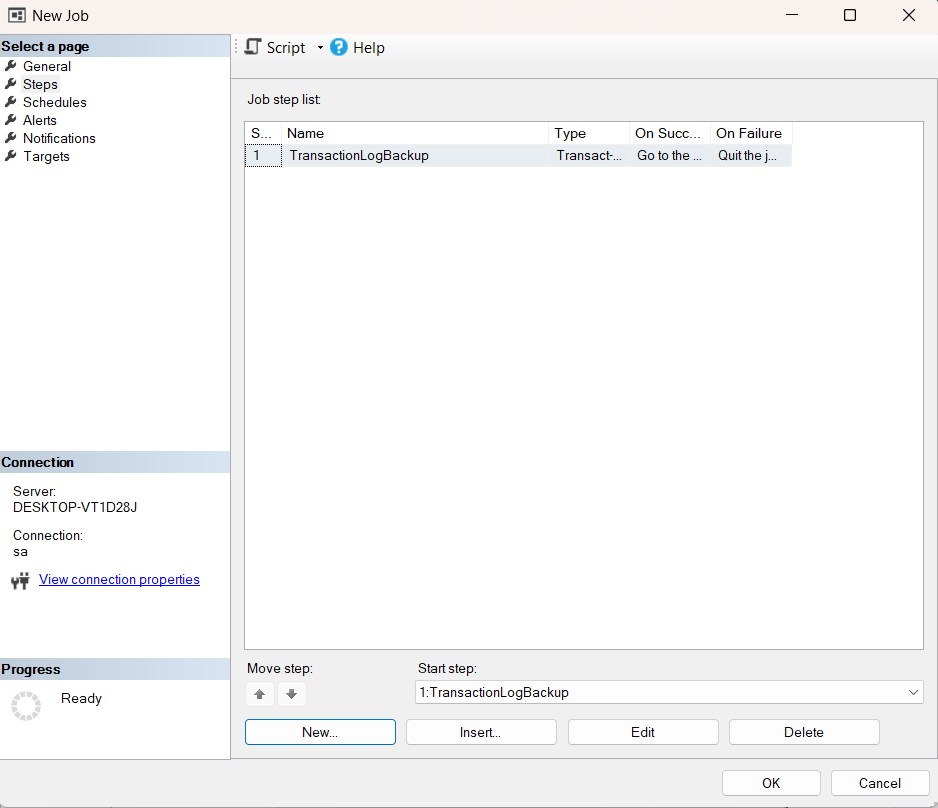 New Job
Select a page
General
Steps
Schedules
Alerts
Notifications
Targets
Connection
Server:
DESKTOP-VT1D28J
Connection:
sa
View connection properties
Progress
Ready
Script
Help
Job step list:
S... Name Type On Succ... On Failure
1 TransactionLogBackup Transact-... Go to the ... Quit the j...
Move step:
Start step:
1:TransactionLogBackup
New... Insert... Edit Delete
OK Cancel